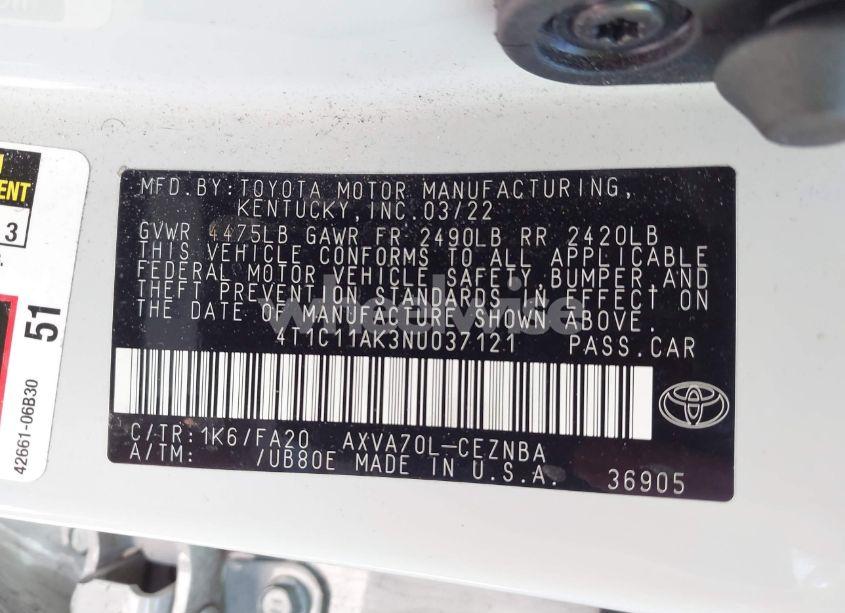 MFD.BY:TOYOTA MOTOR MANUFACTURING,
KENTUCKY,INC.03/22
GVWR 4475LB GAWR FR 2490LB RR 2420LB
THIS VEHICLE CONFORMS TO ALL APPLICABLE
FEDERAL MOTOR VEHICLE SAFETY,BUMPER,AND
THEFT PREVENTION STANDARDS IN EFFECT ON
THE DATE OF MANUFACTURE SHOWN ABOVE.
4T1C11AK3NU037121 PASS.CAR
C/TR:1K6/FA20 AXVA70L-CEZNBA
A/TM: /UB80E MADE IN U.S.A. 36905
wheelwise
3
51
42661-06B30